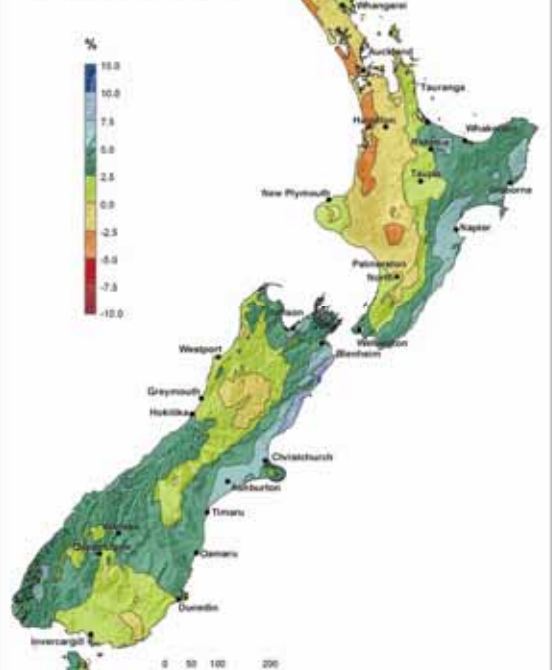 Whangarei
%
Auckland
15.0
10.0
7.5
5.0
2.5
0.0
-2.5
-5.0
-7.5
-10.0
Tauranga
Hamilton
Rotorua
Taupo
Gisborne
New Plymouth
Napier
Palmerston
North
Nelson
Wellington
Blenheim
Westport
Greymouth
Hokitika
Christchurch
Ashburton
Timaru
Oamaru
Dunedin
Invercargill
0 50 100 200